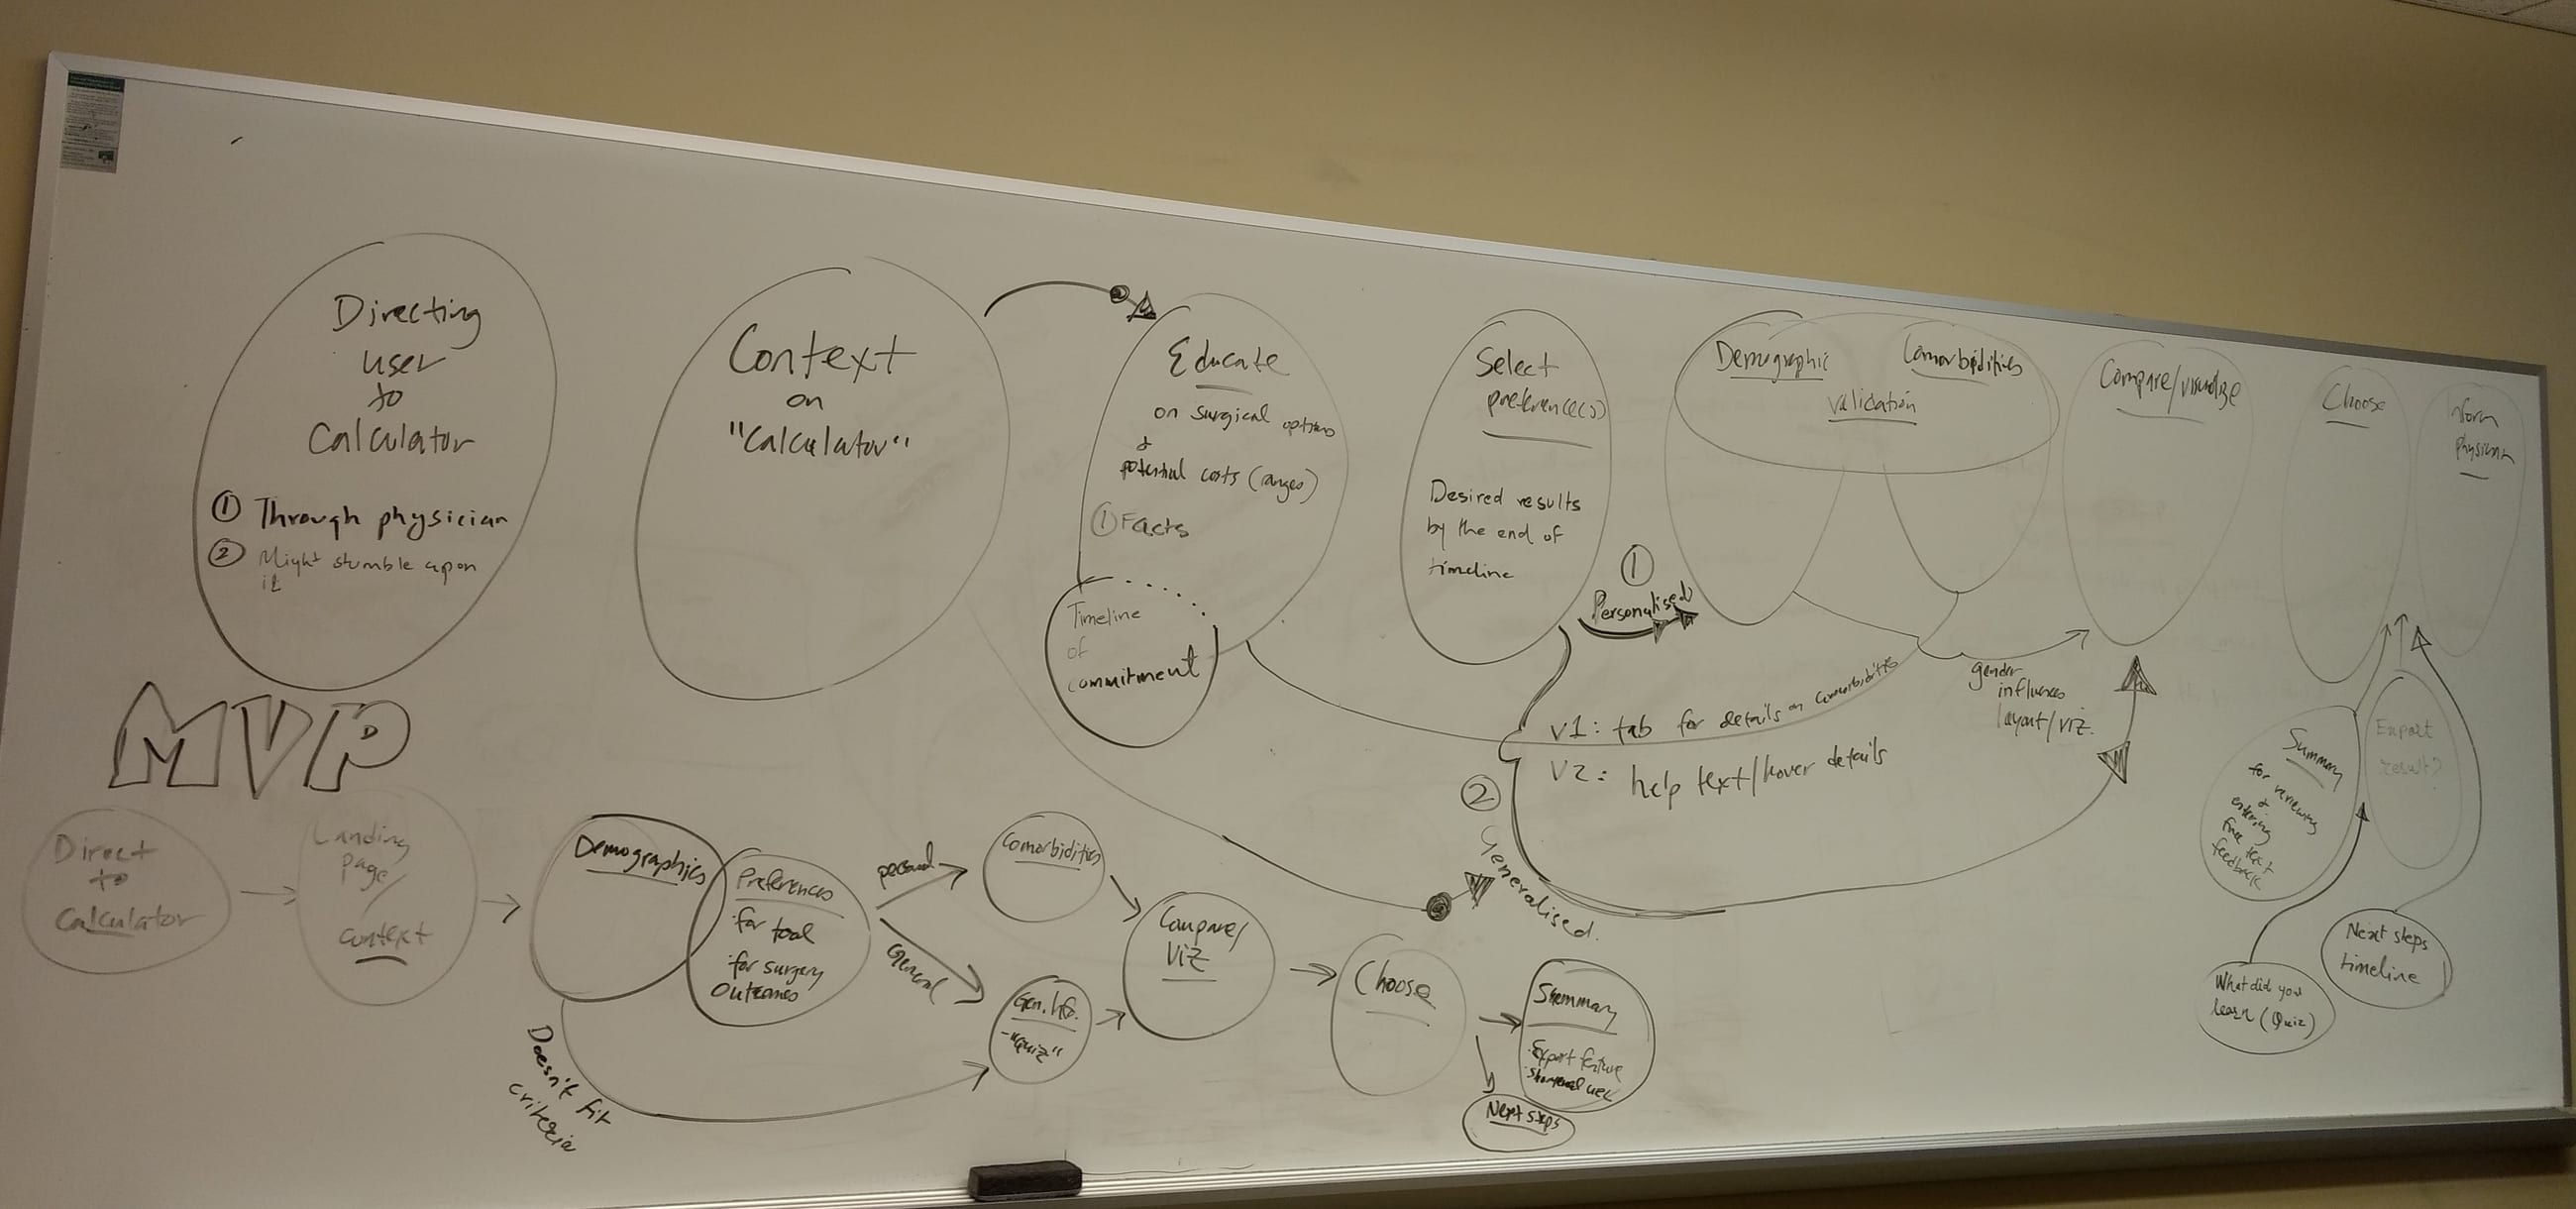 Directing
user
to
Calculator
① Through physician
② Might stumble upon
it
Context
on
"Calculator"
Educate
on surgical options
&
potential costs (ranges)
① Facts
Timeline
of
commitment
Select
preference(s)
Desired results
by the end of
timeline
①
Personalised
Demographic
Comorbidities
validation
Compare/visualize
Choose
Inform
physician
gender
influences
layout/viz.
V1: tab for details on comorbidities
V2: help text/hover details
②
Generalised.
Summary
for reviewing
&
entering
free text
feedback
Export
result?
Next steps
timeline
What did you
learn (Quiz)
MVP
Direct
to
Calculator
Landing
page/
context
Demographics
Preferences
·for tool
·for surgery
outcomes
personal
General
Doesn't fit
criteria
Comorbidities
Gen. Info.
-"Quiz"
Compare/
Viz
Choose
Summary
·Export feature
Next steps